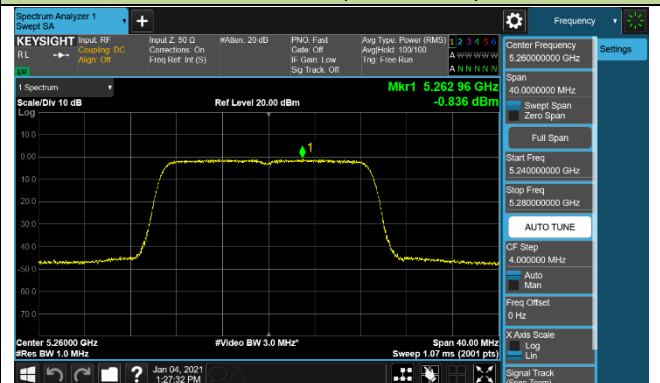 Spectrum Analyzer 1
Swept SA
+
Frequency
KEYSIGHT
RL
LXI
Input: RF
Coupling: DC
Align: Off
Input Z: 50 Ω
Corrections: On
Freq Ref: Int (S)
#Atten: 20 dB
PNO: Fast
Gate: Off
IF Gain: Low
Sig Track: Off
Avg Type: Power (RMS)
Avg|Hold: 100/100
Trig: Free Run
1 2 3 4 5 6
A W W W W W
A N N N N N
1 Spectrum
Scale/Div 10 dB
Log
Ref Level 20.00 dBm
Mkr1 5.262 96 GHz
-0.836 dBm
1
10.0
0.00
-10.0
-20.0
-30.0
-40.0
-50.0
-60.0
-70.0
Center 5.26000 GHz
#Res BW 1.0 MHz
#Video BW 3.0 MHz*
Span 40.00 MHz
Sweep 1.07 ms (2001 pts)
Center Frequency
5.260000000 GHz
Settings
Span
40.0000000 MHz
Swept Span
Zero Span
Full Span
Start Freq
5.240000000 GHz
Stop Freq
5.280000000 GHz
AUTO TUNE
CF Step
4.000000 MHz
Auto
Man
Freq Offset
0 Hz
X Axis Scale
Log
Lin
Signal Track
(Span Zoom)
?
Jan 04, 2021
1:27:32 PM